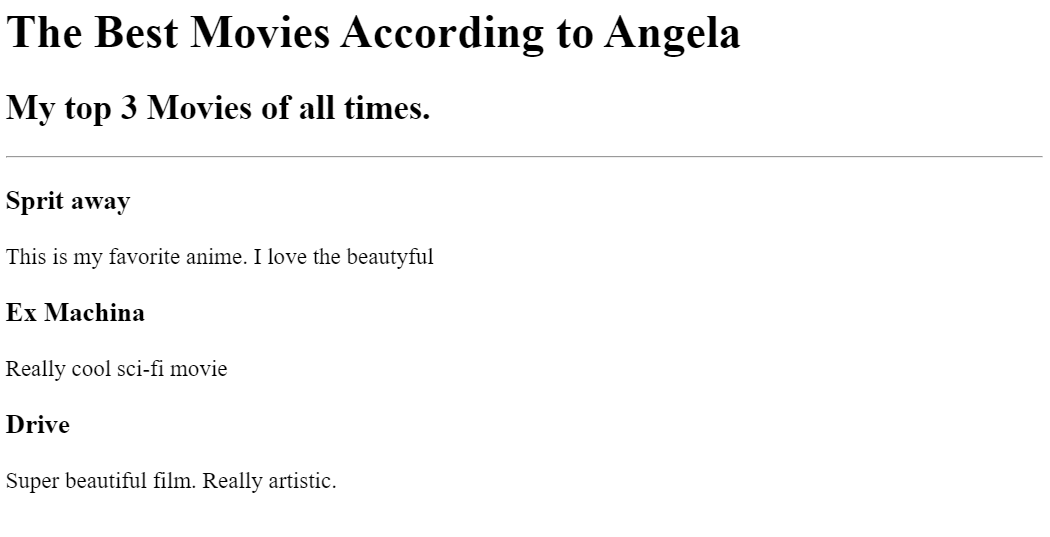 The Best Movies According to Angela
My top 3 Movies of all times.
Sprit away
This is my favorite anime. I love the beautyful
Ex Machina
Really cool sci-fi movie
Drive
Super beautiful film. Really artistic.